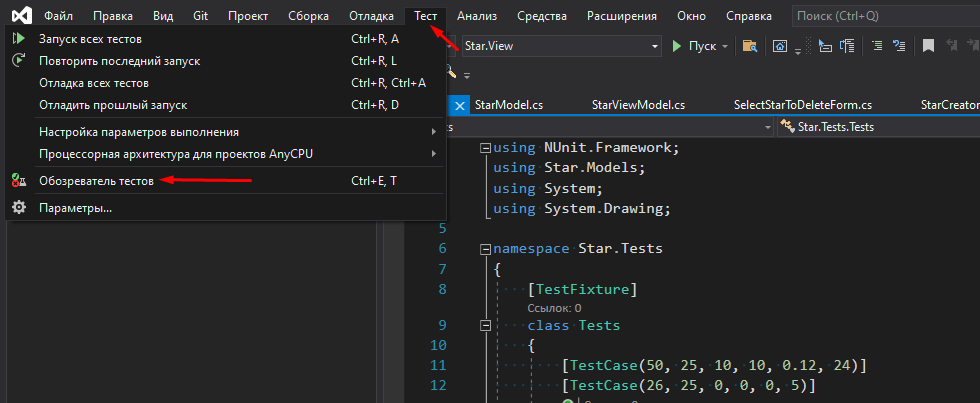 Файл Правка Вид Git Проект Сборка Отладка Тест Анализ Средства Расширения Окно Справка Поиск (Ctrl+Q)
Запуск всех тестов Ctrl+R, A
Star.View Пуск
Повторить последний запуск Ctrl+R, L
Отладка всех тестов Ctrl+R, Ctrl+A
Отладить прошлый запуск Ctrl+R, D
StarModel.cs StarViewModel.cs SelectStarToDeleteForm.cs StarCreator
Настройка параметров выполнения
Star.Tests.Tests
Процессорная архитектура для проектов AnyCPU
Обозреватель тестов Ctrl+E, T
Параметры...
using NUnit.Framework;
using Star.Models;
using System;
using System.Drawing;
5
6 namespace Star.Tests
7 {
8 [TestFixture]
Ссылок: 0
9 class Tests
10 {
11 [TestCase(50, 25, 10, 10, 0.12, 24)]
12 [TestCase(26, 25, 0, 0, 0, 5)]